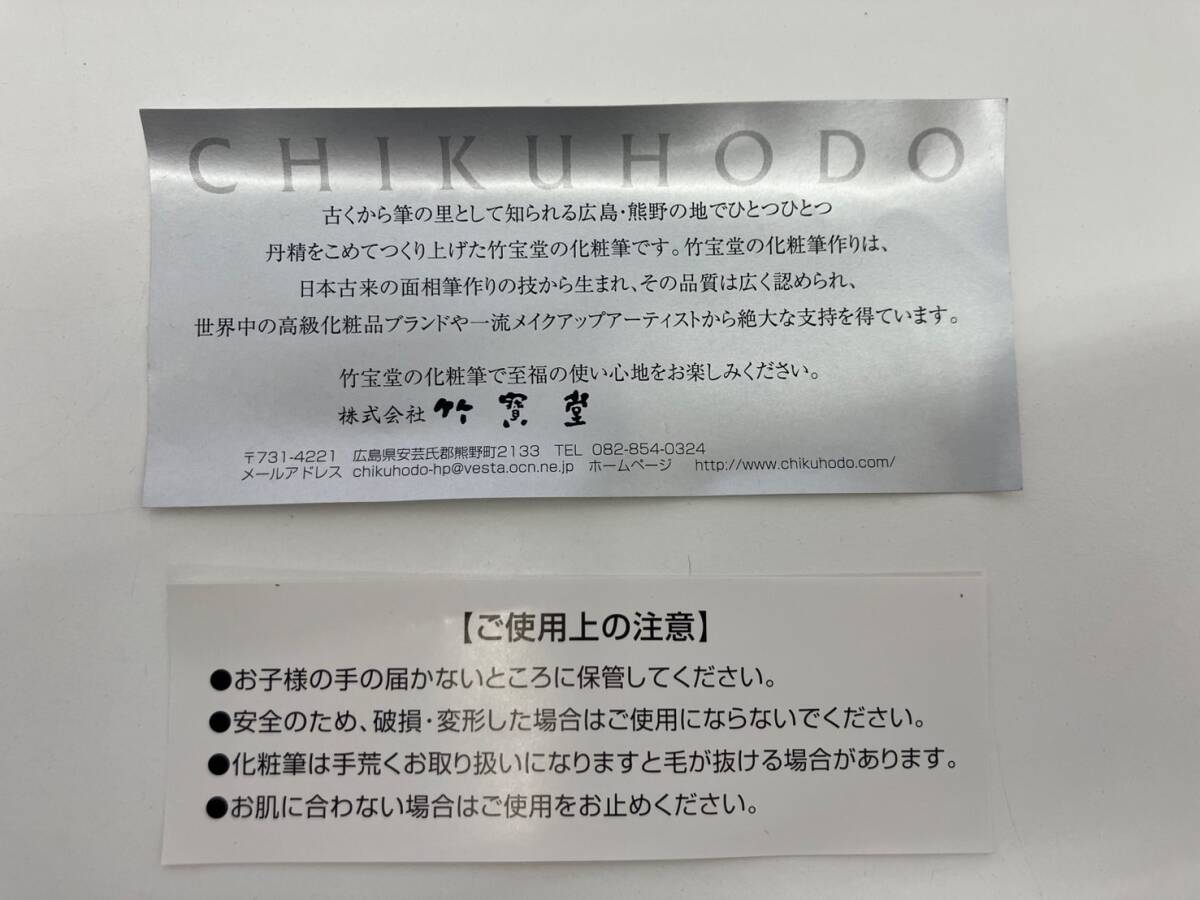 CHIKUHODO
古くから筆の里として知られる広島・熊野の地でひとつひとつ
丹精をこめてつくり上げた竹宝堂の化粧筆です。竹宝堂の化粧筆作りは、
日本古来の面相筆作りの技から生まれ、その品質は広く認められ、
世界中の高級化粧品ブランドや一流メイクアップアーティストから絶大な支持を得ています。
竹宝堂の化粧筆で至福の使い心地をお楽しみください。
株式会社 竹寳堂
〒731-4221 広島県安芸氏郡熊野町2133 TEL 082-854-0324
メールアドレス chikuhodo-hp@vesta.ocn.ne.jp ホームページ http://www.chikuhodo.com/
【ご使用上の注意】
●お子様の手の届かないところに保管してください。
●安全のため、破損・変形した場合はご使用にならないでください。
●化粧筆は手荒くお取り扱いになりますと毛が抜ける場合があります。
●お肌に合わない場合はご使用をお止めください。